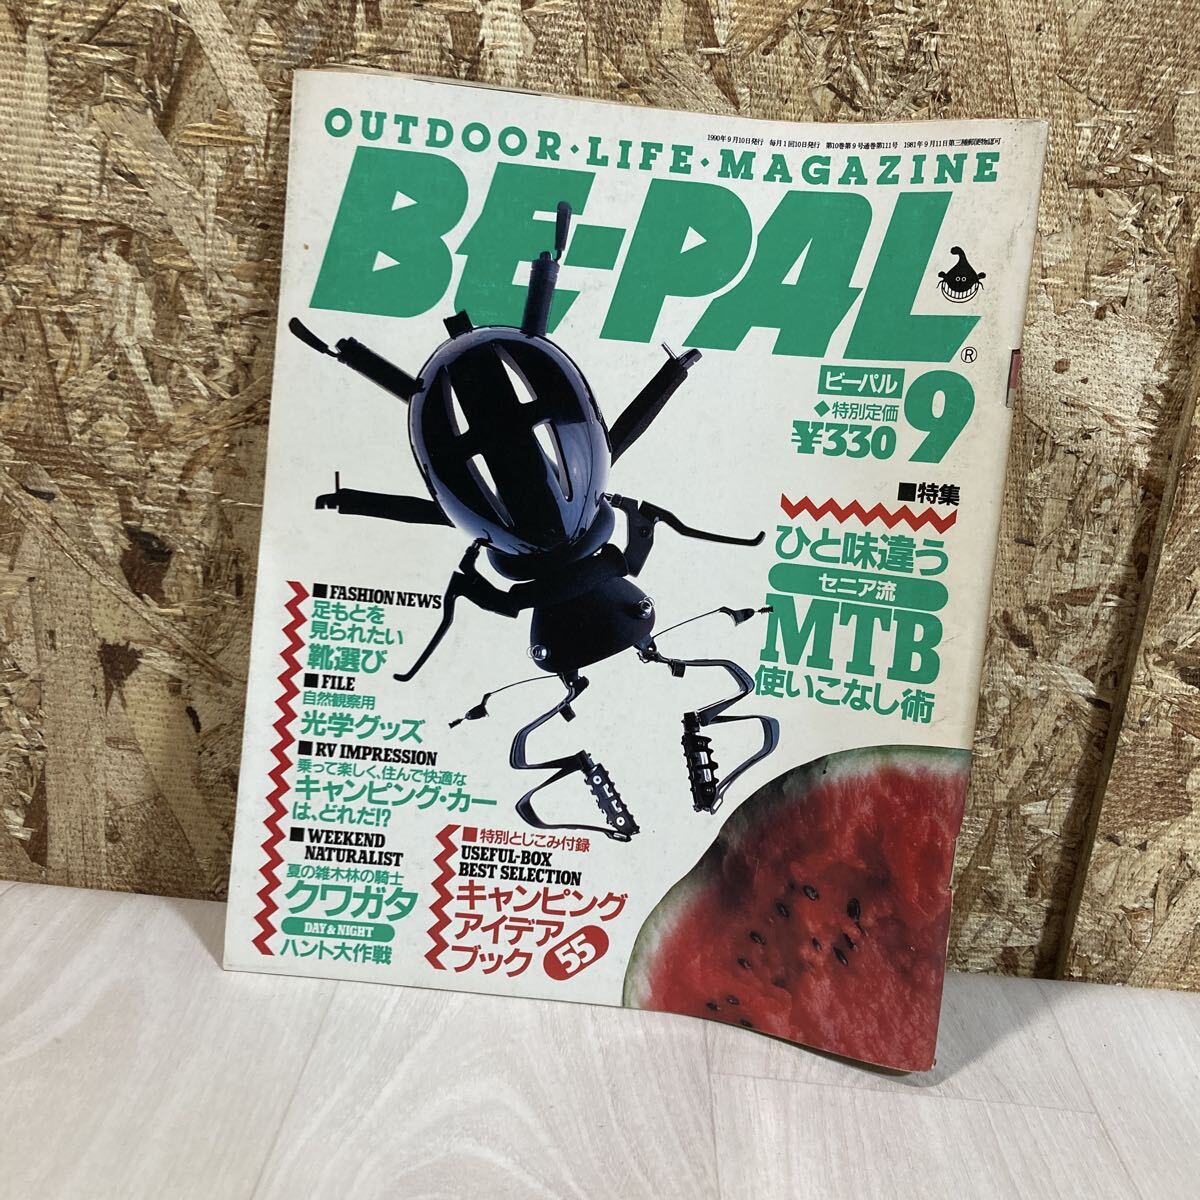 1990年9月10日発行 毎月1回10日発行 第10巻第9号通巻第111号 1981年9月11日第三種郵便物認可
OUTDOOR・LIFE・MAGAZINE
BE-PAL®
ビーパル
◆特別定価
¥330
9
■特集
ひと味違う
セニア流
MTB
使いこなし術
■FASHION NEWS
足もとを
見られたい
靴選び
■FILE
自然観察用
光学グッズ
■RV IMPRESSION
乗って楽しく、住んで快適な
キャンピング・カー
は、どれだ!?
■WEEKEND
NATURALIST
夏の雑木林の騎士
クワガタ
DAY & NIGHT
ハント大作戦
■特別とじこみ付録
USEFUL-BOX
BEST SELECTION
キャンピング
アイデア
ブック 55